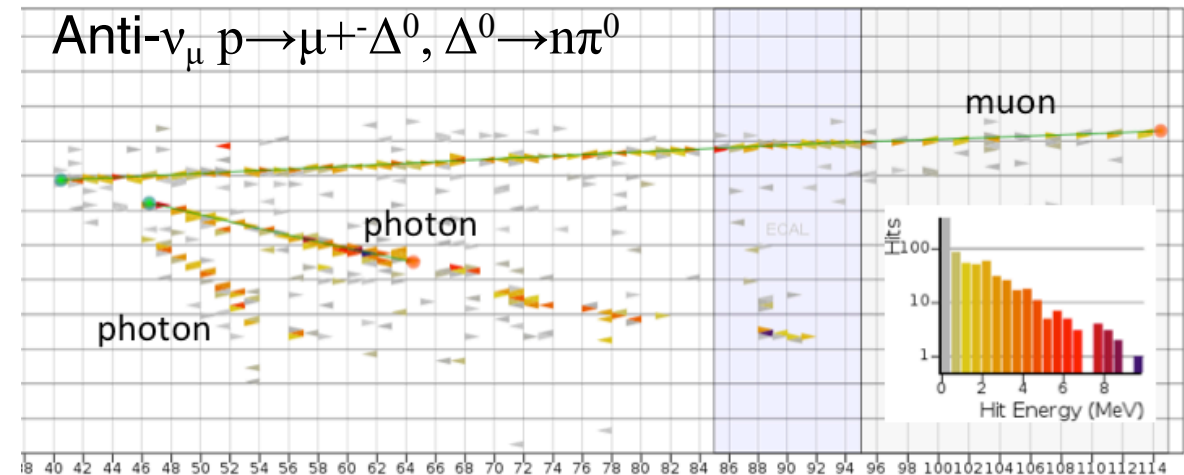 Anti-νμ p→μ+-Δ0, Δ0→nπ0
muon
photon
ECAL
photon
Hits
100
10
1
0 2 4 6 8
Hit Energy (MeV)
38 40 42 44 46 48 50 52 54 56 58 60 62 64 66 68 70 72 74 76 78 80 82 84 86 88 90 92 94 96 98 100 102 104 106 108 110 112 114